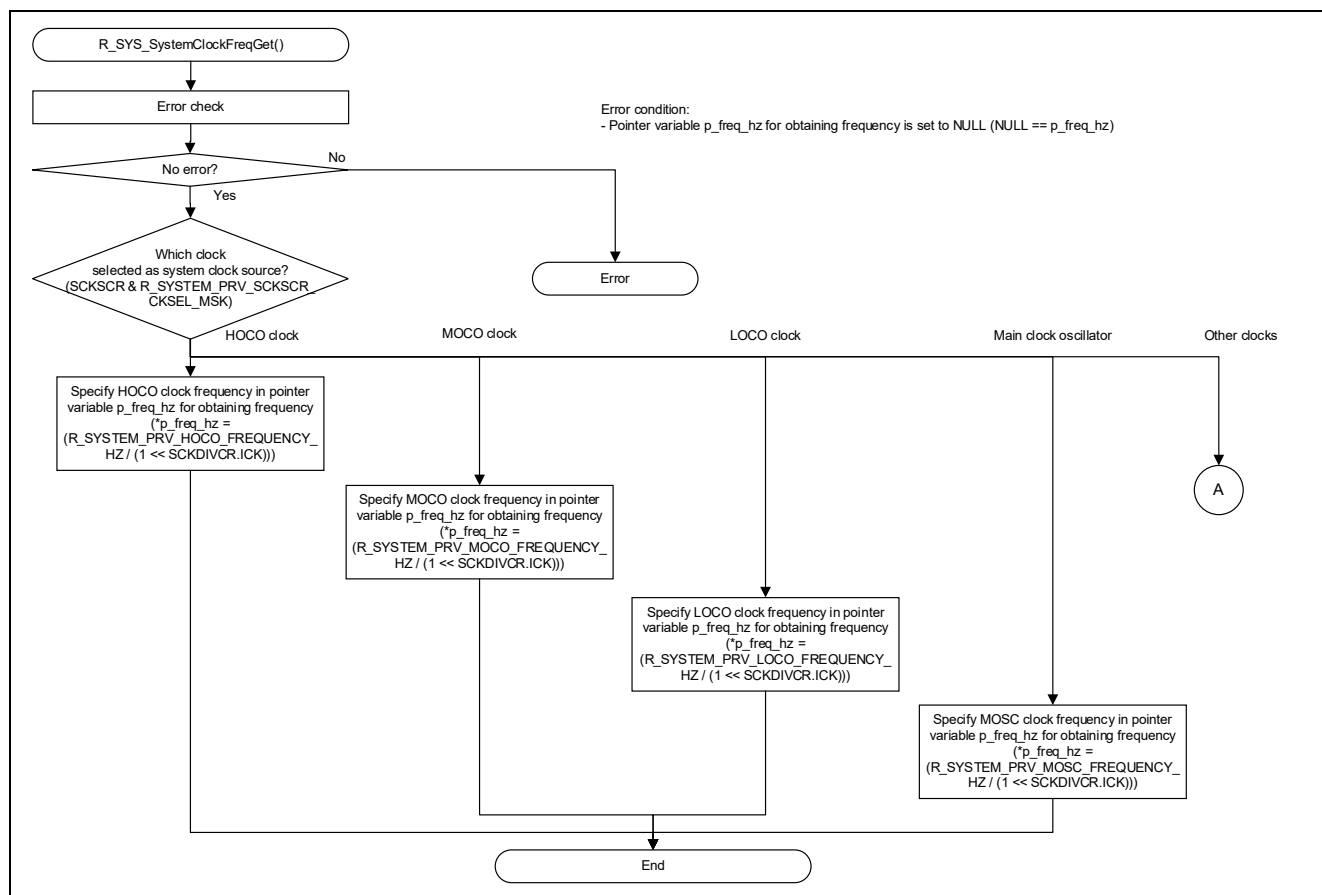 R_SYS_SystemClockFreqGet()
Error check
Error condition:
- Pointer variable p_freq_hz for obtaining frequency is set to NULL (NULL == p_freq_hz)
No error?
No
Yes
Which clock
selected as system clock source?
(SCKSCR & R_SYSTEM_PRV_SCKSCR_
CKSEL_MSK)
Error
HOCO clock
MOCO clock
LOCO clock
Main clock oscillator
Other clocks
Specify HOCO clock frequency in pointer
variable p_freq_hz for obtaining frequency
(*p_freq_hz =
(R_SYSTEM_PRV_HOCO_FREQUENCY_
HZ / (1 << SCKDIVCR.ICK)))
A
Specify MOCO clock frequency in pointer
variable p_freq_hz for obtaining frequency
(*p_freq_hz =
(R_SYSTEM_PRV_MOCO_FREQUENCY_
HZ / (1 << SCKDIVCR.ICK)))
Specify LOCO clock frequency in pointer
variable p_freq_hz for obtaining frequency
(*p_freq_hz =
(R_SYSTEM_PRV_LOCO_FREQUENCY_
HZ / (1 << SCKDIVCR.ICK)))
Specify MOSC clock frequency in pointer
variable p_freq_hz for obtaining frequency
(*p_freq_hz =
(R_SYSTEM_PRV_MOSC_FREQUENCY_
HZ / (1 << SCKDIVCR.ICK)))
End